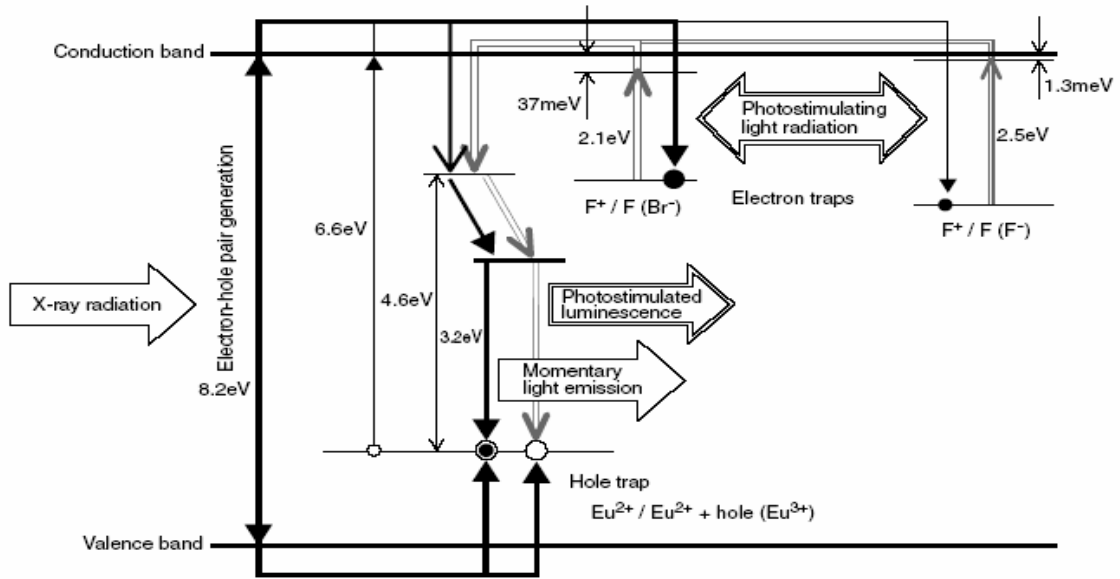 Conduction band
37meV
1.3meV
2.1eV
Photostimulating
light radiation
2.5eV
F⁺ / F (Br⁻)
Electron traps
F⁺ / F (F⁻)
Electron-hole pair generation
6.6eV
X-ray radiation
4.6eV
3.2eV
Photostimulated
luminescence
8.2eV
Momentary
light emission
Hole trap
Eu²⁺ / Eu²⁺ + hole (Eu³⁺)
Valence band